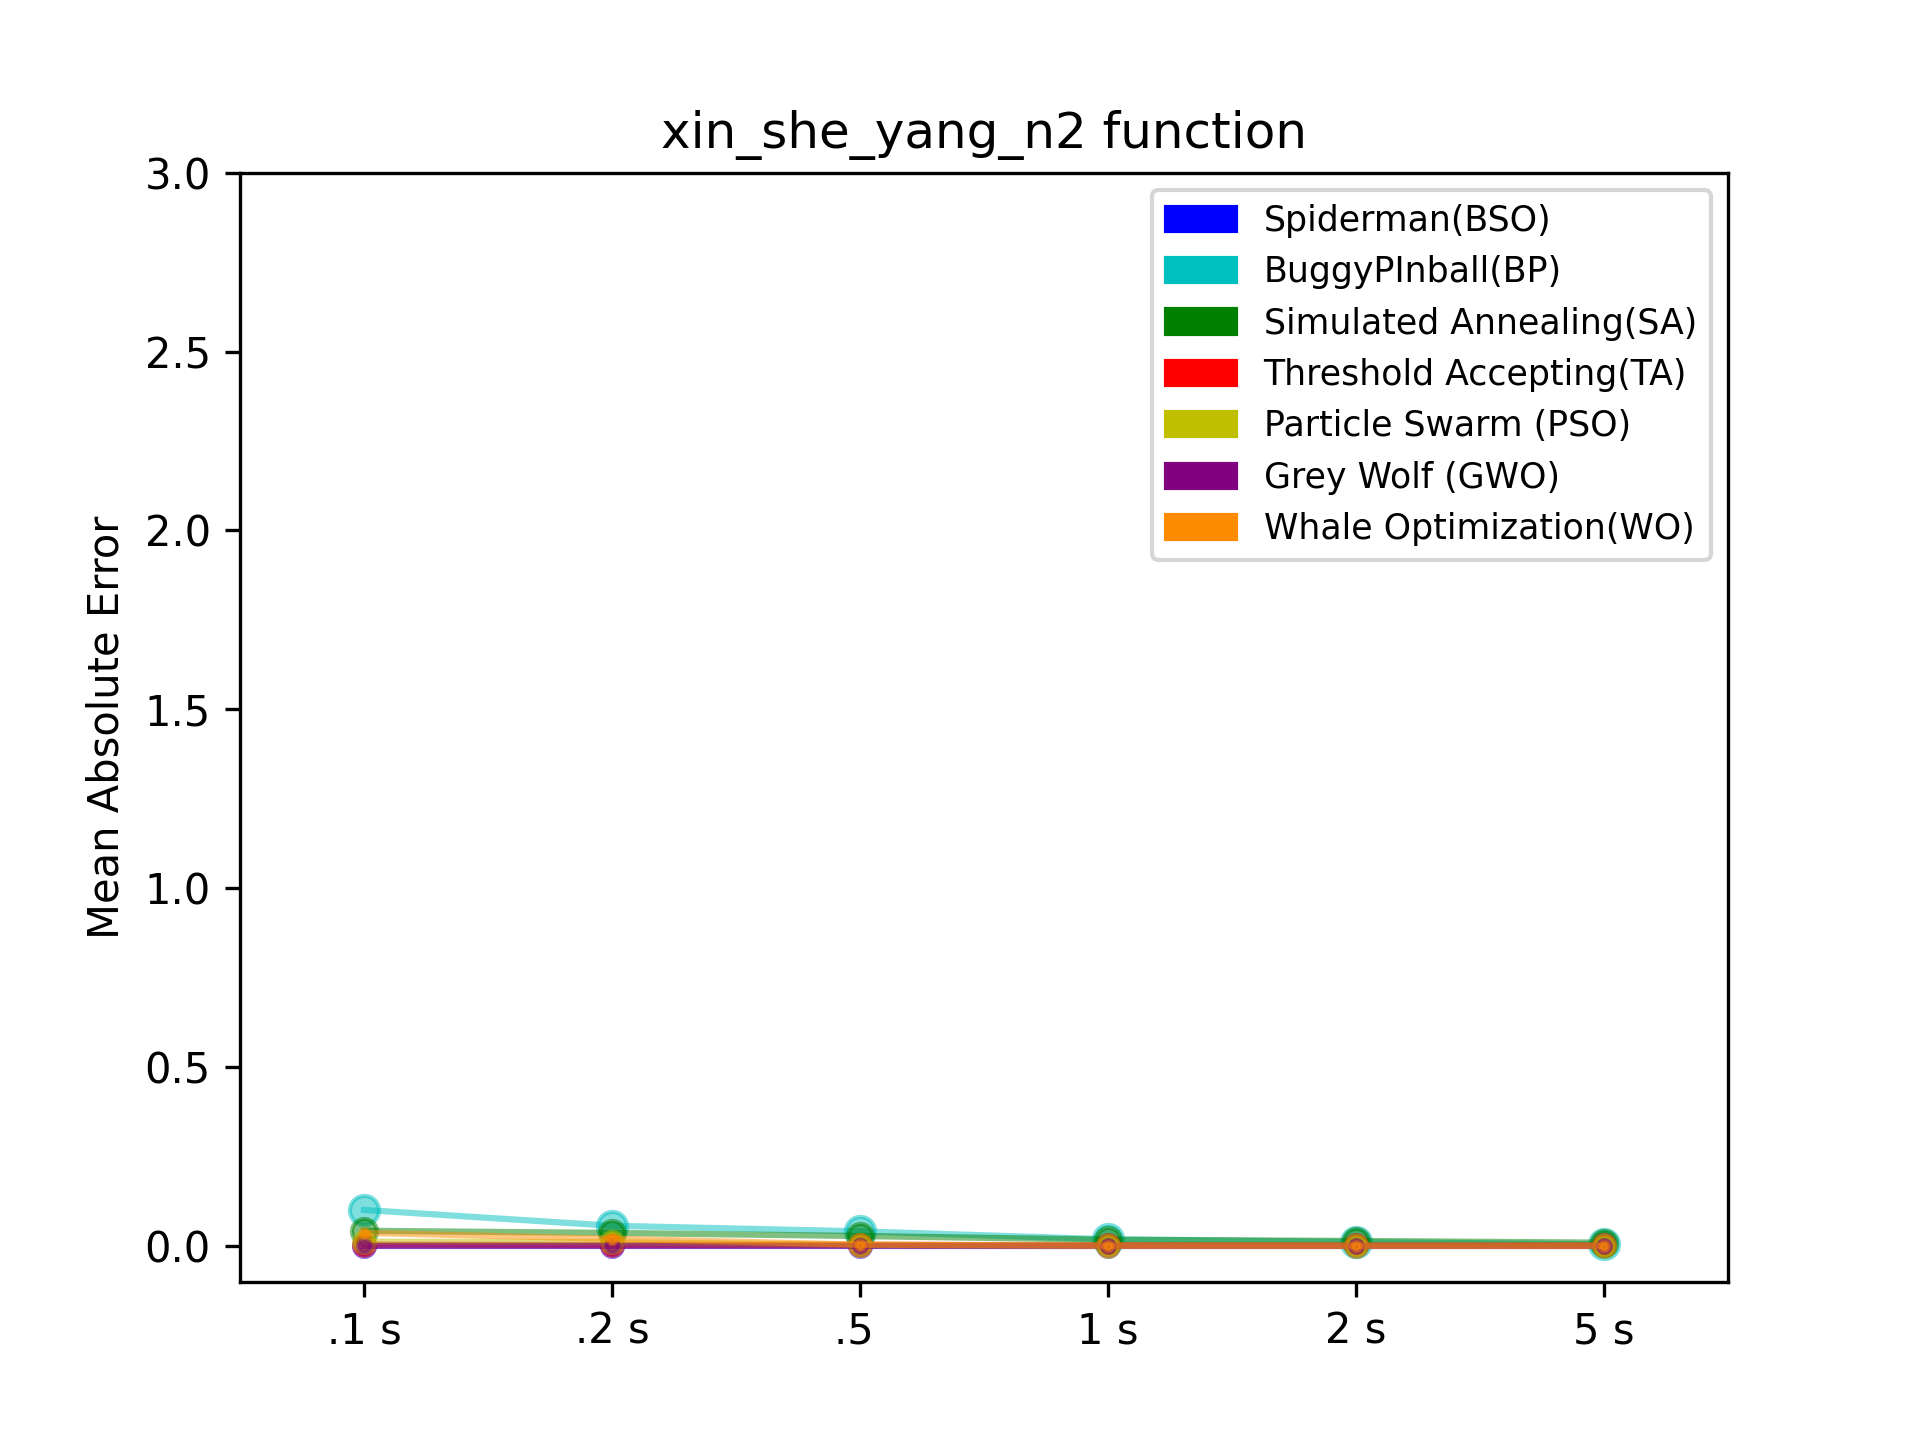 xin_she_yang_n2 function
3.0
2.5
2.0
1.5
1.0
0.5
0.0
Mean Absolute Error
Spiderman(BSO)
BuggyPInball(BP)
Simulated Annealing(SA)
Threshold Accepting(TA)
Particle Swarm (PSO)
Grey Wolf (GWO)
Whale Optimization(WO)
.1 s .2 s .5 1 s 2 s 5 s